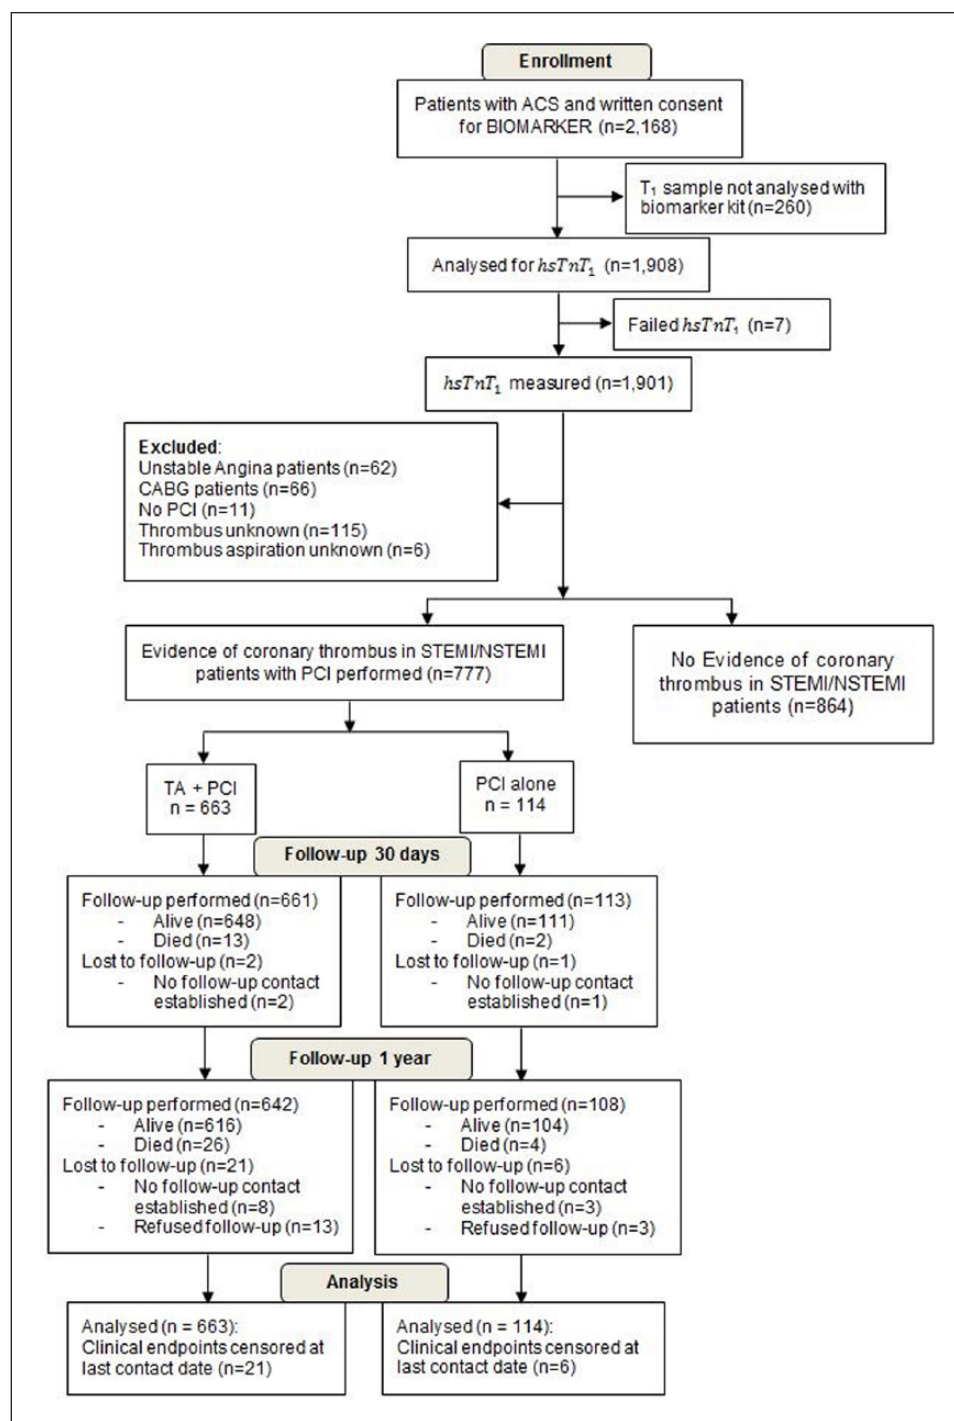 Enrollment
Patients with ACS and written consent
for BIOMARKER (n=2,168)
T₁ sample not analysed with
biomarker kit (n=260)
Analysed for hsTnT₁ (n=1,908)
Failed hsTnT₁ (n=7)
hsTnT₁ measured (n=1,901)
Excluded:
Unstable Angina patients (n=62)
CABG patients (n=66)
No PCI (n=11)
Thrombus unknown (n=115)
Thrombus aspiration unknown (n=6)
Evidence of coronary thrombus in STEMI/NSTEMI
patients with PCI performed (n=777)
No Evidence of coronary
thrombus in STEMI/NSTEMI
patients (n=864)
TA + PCI
n = 663
PCI alone
n = 114
Follow-up 30 days
Follow-up performed (n=661)
- Alive (n=648)
- Died (n=13)
Lost to follow-up (n=2)
- No follow-up contact
established (n=2)
Follow-up performed (n=113)
- Alive (n=111)
- Died (n=2)
Lost to follow-up (n=1)
- No follow-up contact
established (n=1)
Follow-up 1 year
Follow-up performed (n=642)
- Alive (n=616)
- Died (n=26)
Lost to follow-up (n=21)
- No follow-up contact
established (n=8)
- Refused follow-up (n=13)
Follow-up performed (n=108)
- Alive (n=104)
- Died (n=4)
Lost to follow-up (n=6)
- No follow-up contact
established (n=3)
- Refused follow-up (n=3)
Analysis
Analysed (n = 663):
Clinical endpoints censored at
last contact date (n=21)
Analysed (n = 114):
Clinical endpoints censored at
last contact date (n=6)